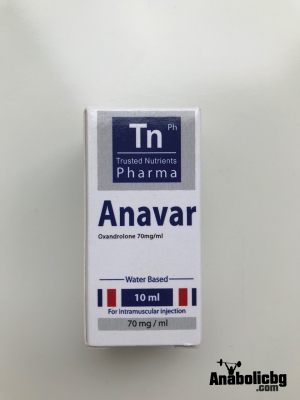 Tn Ph
Trusted Nutrients
Pharma
Anavar
Oxandrolone 70mg/ml
Water Based
10 ml
For intramuscular injection
70 mg / ml
Anabolicbg
.com